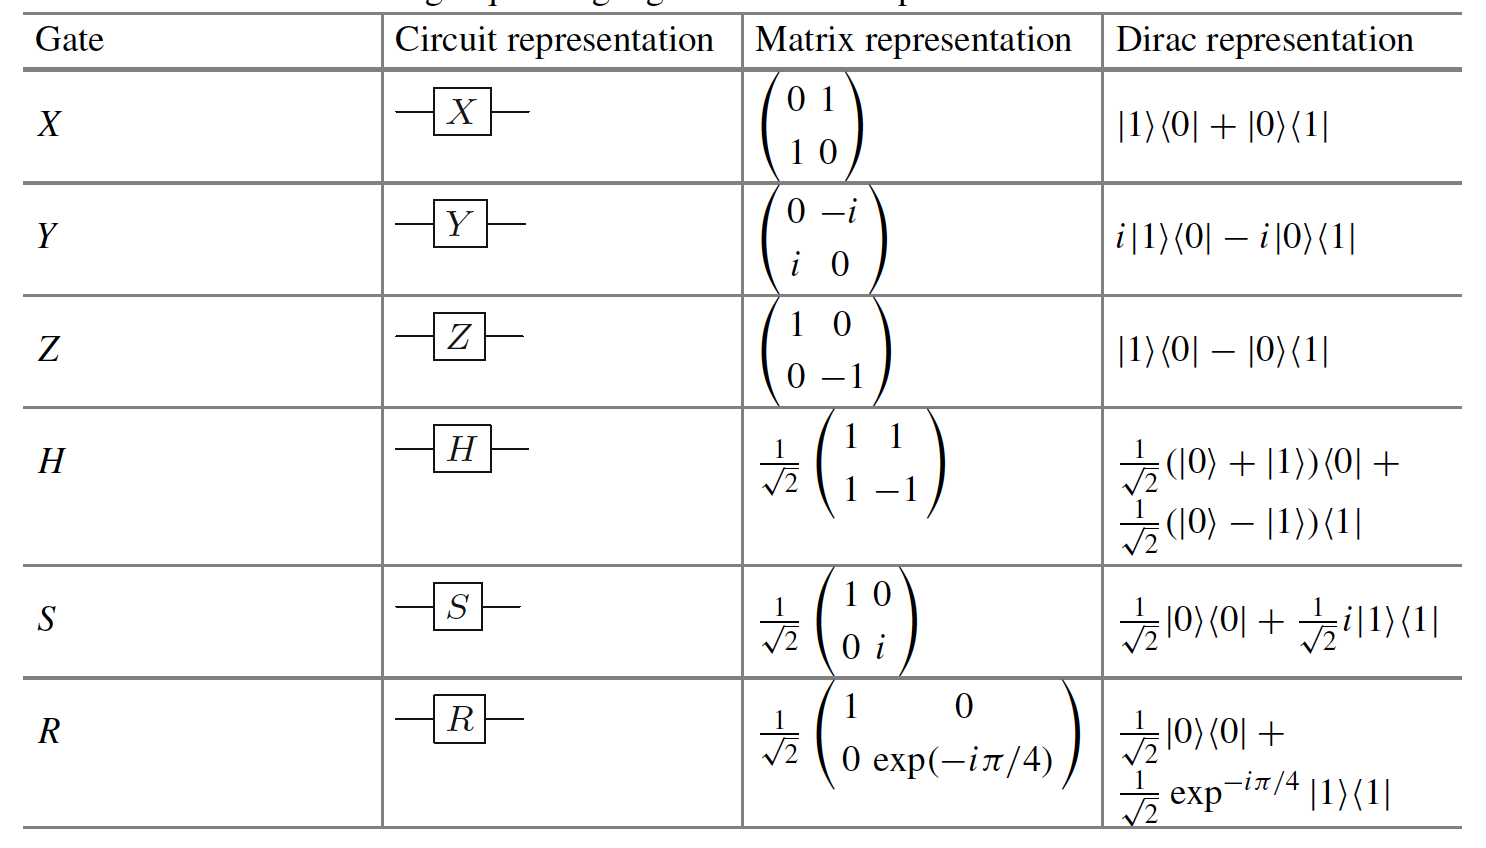 Gate Circuit representation Matrix representation Dirac representation
X X ( 0 1 1 0 ) |1⟩⟨0| + |0⟩⟨1|
Y Y ( 0 −i i 0 ) i|1⟩⟨0| − i|0⟩⟨1|
Z Z ( 1 0 0 −1 ) |1⟩⟨0| − |0⟩⟨1|
H H 1/√2 ( 1 1 1 −1 ) 1/√2 (|0⟩ + |1⟩)⟨0| +
1/√2 (|0⟩ − |1⟩)⟨1|
S S 1/√2 ( 1 0 0 i ) 1/√2 |0⟩⟨0| + 1/√2 i|1⟩⟨1|
R R 1/√2 ( 1 0 0 exp(−iπ/4) ) 1/√2 |0⟩⟨0| +
1/√2 exp^−iπ/4 |1⟩⟨1|